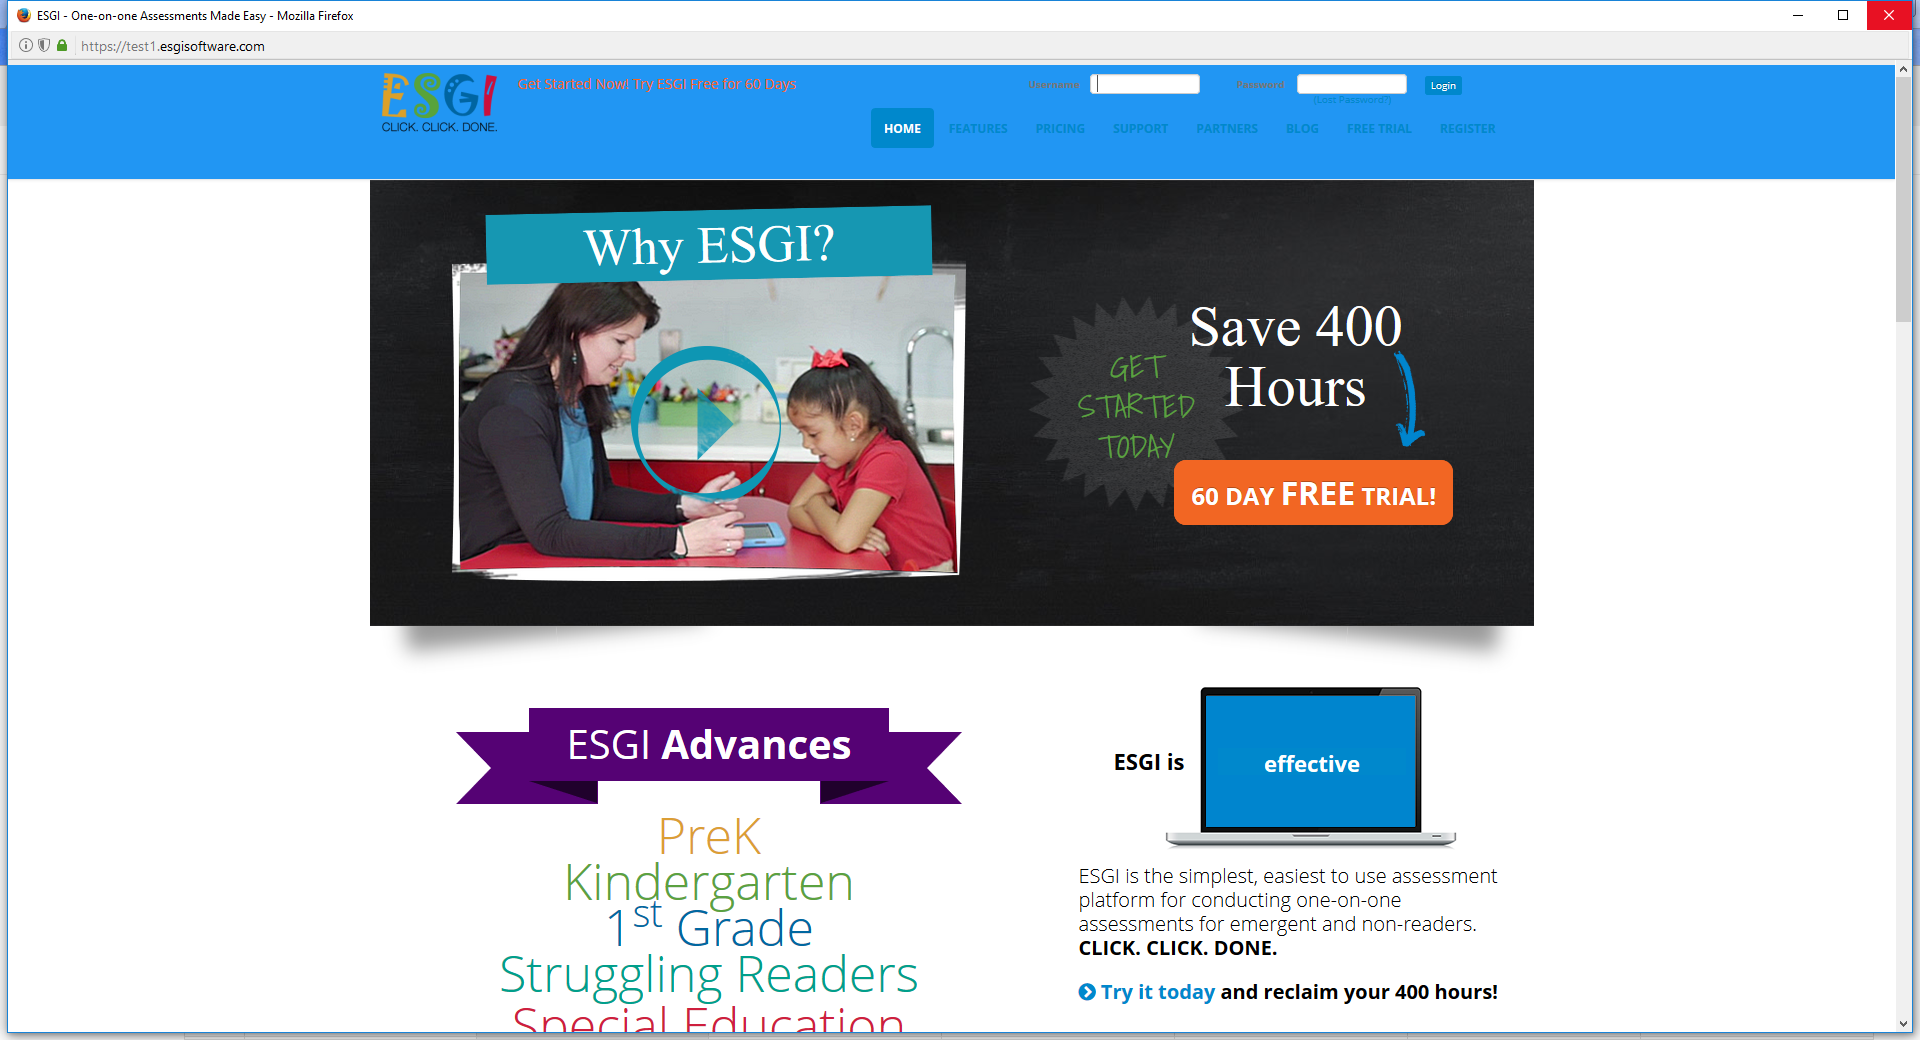 ESGI - One-on-one Assessments Made Easy - Mozilla Firefox
https://test1.esgisoftware.com
ESGI
CLICK. CLICK. DONE.
Get Started Now! Try ESGI Free for 60 Days
Username
Password
Login
(Lost Password?)
HOME FEATURES PRICING SUPPORT PARTNERS BLOG FREE TRIAL REGISTER
Why ESGI?
GET
STARTED
TODAY
Save 400
Hours
60 DAY FREE TRIAL!
ESGI Advances
PreK
Kindergarten
1st Grade
Struggling Readers
Special Education
ESGI is
effective
ESGI is the simplest, easiest to use assessment
platform for conducting one-on-one
assessments for emergent and non-readers.
CLICK. CLICK. DONE.
Try it today and reclaim your 400 hours!